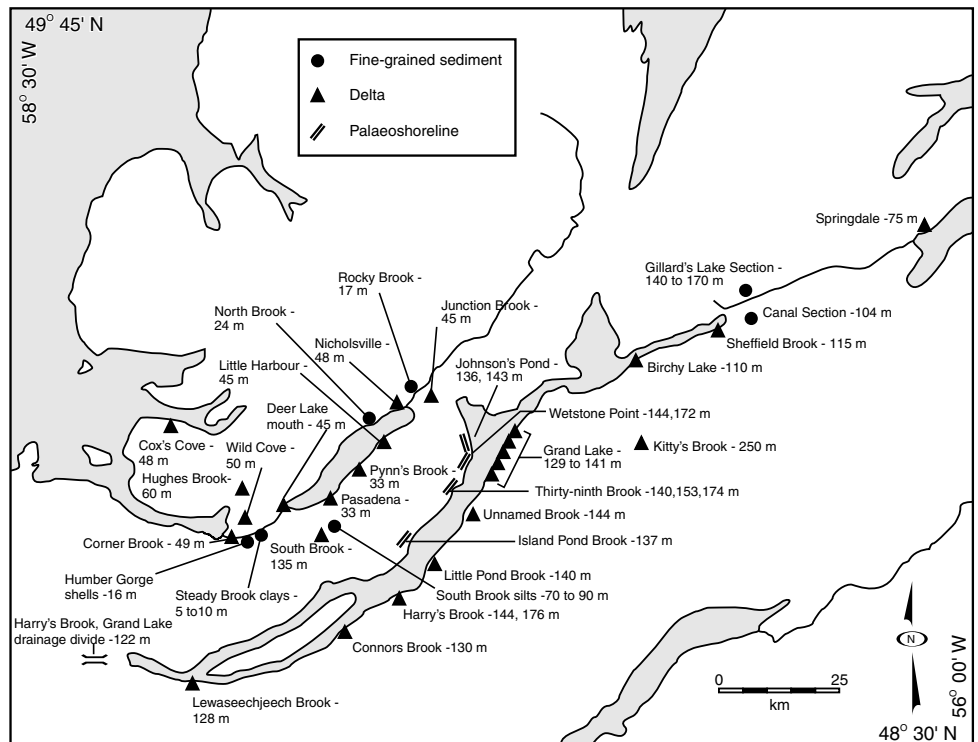 49° 45' N
58° 30' W
Fine-grained sediment
Delta
Palaeoshoreline
Springdale -75 m
Gillard's Lake Section -
140 to 170 m
Canal Section -104 m
Sheffield Brook - 115 m
Birchy Lake -110 m
Rocky Brook -
17 m
Junction Brook -
45 m
North Brook -
24 m
Nicholsville -
48 m
Little Harbour -
45 m
Johnson's Pond -
136, 143 m
Wetstone Point -144,172 m
Deer Lake
mouth - 45 m
Grand Lake -
129 to 141 m
Kitty's Brook -250 m
Cox's Cove -
48 m
Wild Cove -
50 m
Hughes Brook-
60 m
Pynn's Brook -
33 m
Thirty-ninth Brook -140,153,174 m
Pasadena -
33 m
Unnamed Brook -144 m
Corner Brook - 49 m
South Brook -
135 m
Island Pond Brook -137 m
Humber Gorge
shells -16 m
Steady Brook clays -
5 to10 m
Little Pond Brook -140 m
South Brook silts -70 to 90 m
Harry's Brook -144, 176 m
Harry's Brook, Grand Lake
drainage divide -122 m
Connors Brook -130 m
Lewaseechjeech Brook -
128 m
0 25
km
N
56° 00' W
48° 30' N